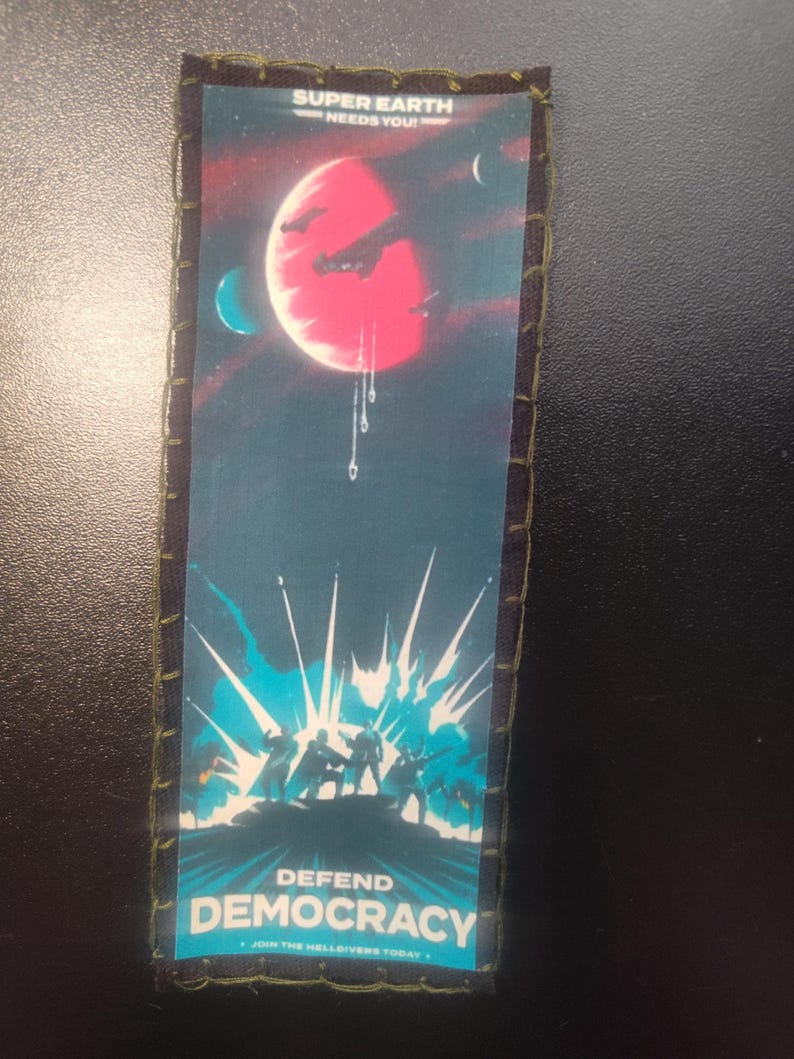 SUPER EARTH
NEEDS YOU!
DEFEND
DEMOCRACY
• JOIN THE HELLDIVERS TODAY •